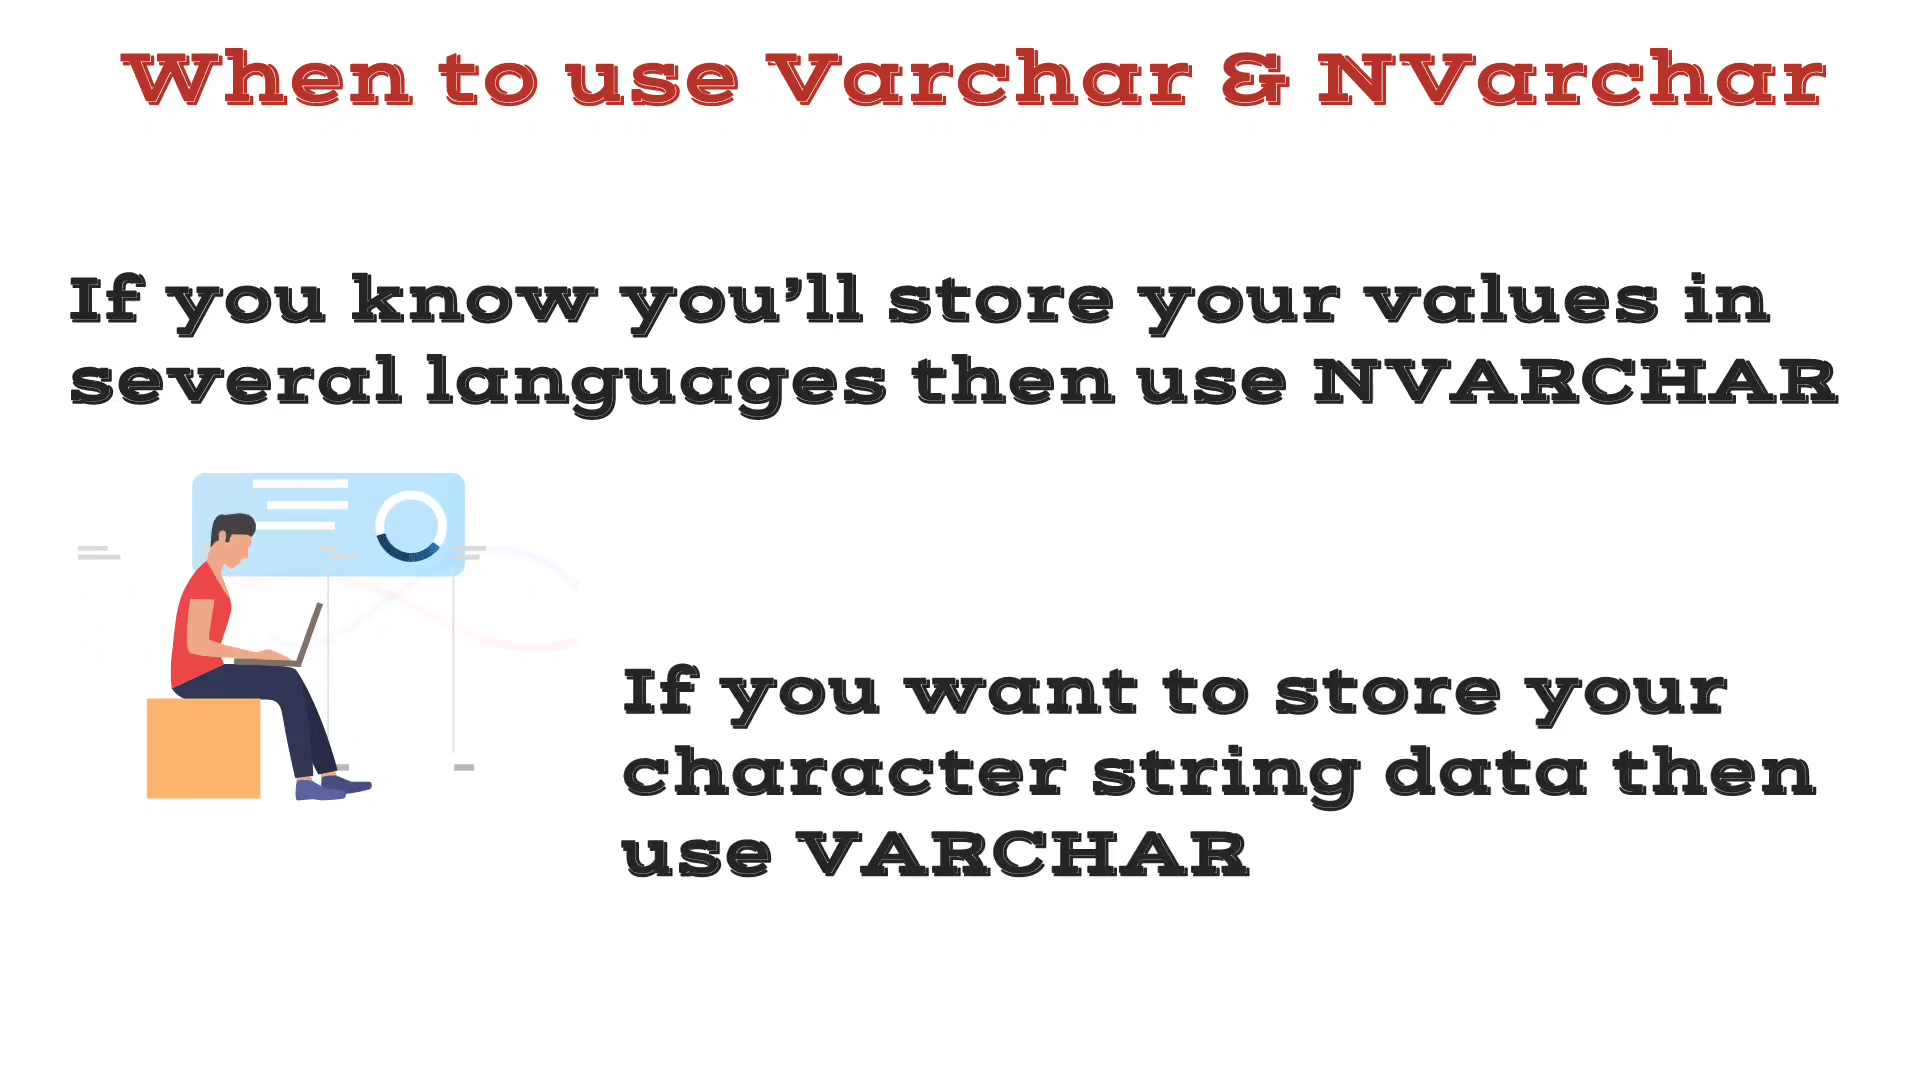 When to use Varchar & NVarchar
If you know you’ll store your values in
several languages then use NVARCHAR
If you want to store your
character string data then
use VARCHAR